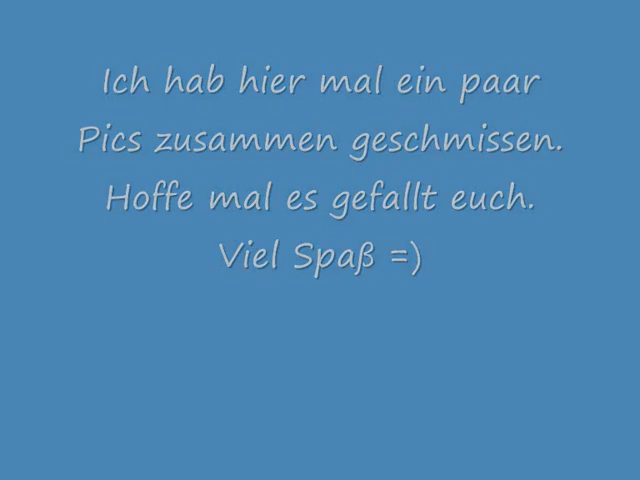 Ich hab hier mal ein paar
Pics zusammen geschmissen.
Hoffe mal es gefallt euch.
Viel Spaß =)